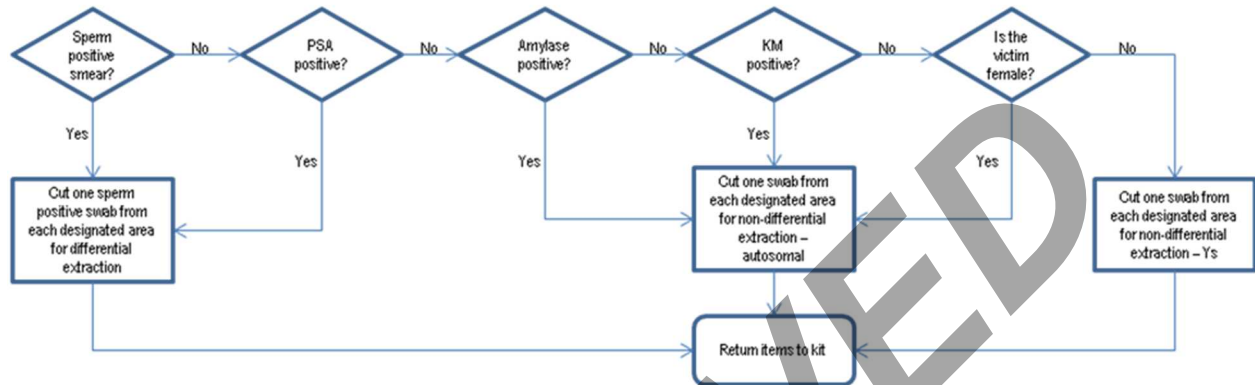 Sperm
positive
smear?
No
PSA
positive?
No
Amylase
positive?
No
KM
positive?
No
Is the
victim
female?
No
Yes
Yes
Yes
Yes
Yes
Cut one sperm
positive swab from
each designated area
for differential
extraction
Cut one swab from
each designated area
for non-differential
extraction –
autosomal
Cut one swab from
each designated area
for non-differential
extraction – Ys
Return items to kit
VED